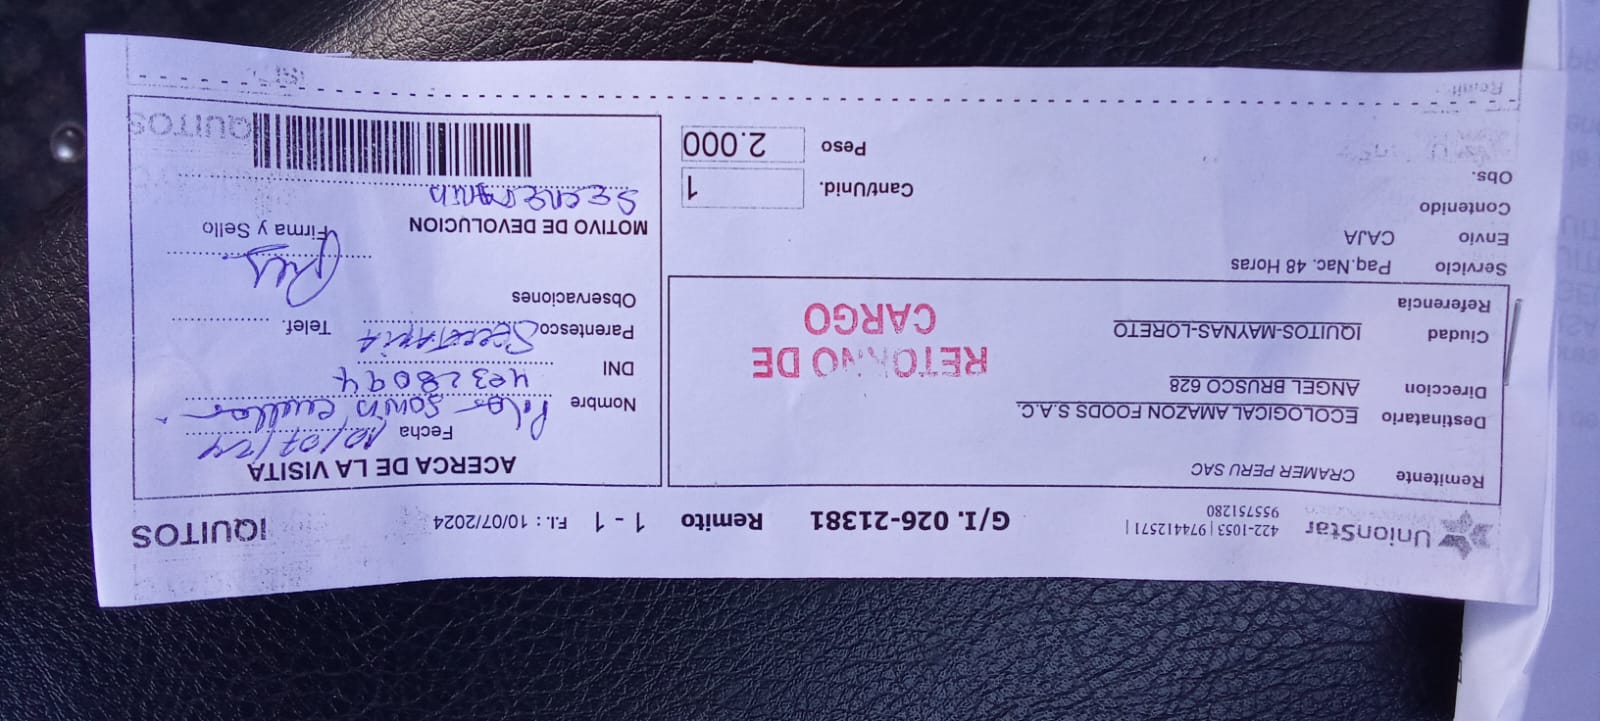 UnionStar
422-1053 | 974412571 |
955751280
G/I. 026-21381 Remito 1 - 1 F.I. : 10/07/2024 IQUITOS
Remitente CRAMER PERU SAC
Destinatario ECOLOGICAL AMAZON FOODS S.A.C.
Direccion ANGEL BRUSCO 628
Ciudad IQUITOS-MAYNAS-LORETO
Referencia
RETORNO DE
CARGO
Servicio Paq.Nac. 48 Horas
Envio CAJA
Contenido
Obs.
Cant/Unid. 1
Peso 2.000
ACERCA DE LA VISITA
Fecha 10/07/24
Nombre
DNI
Parentesco Secretaria Telef.
Observaciones
Firma y Sello
MOTIVO DE DEVOLUCION
SECRETARIA
IQUITOS
Remit